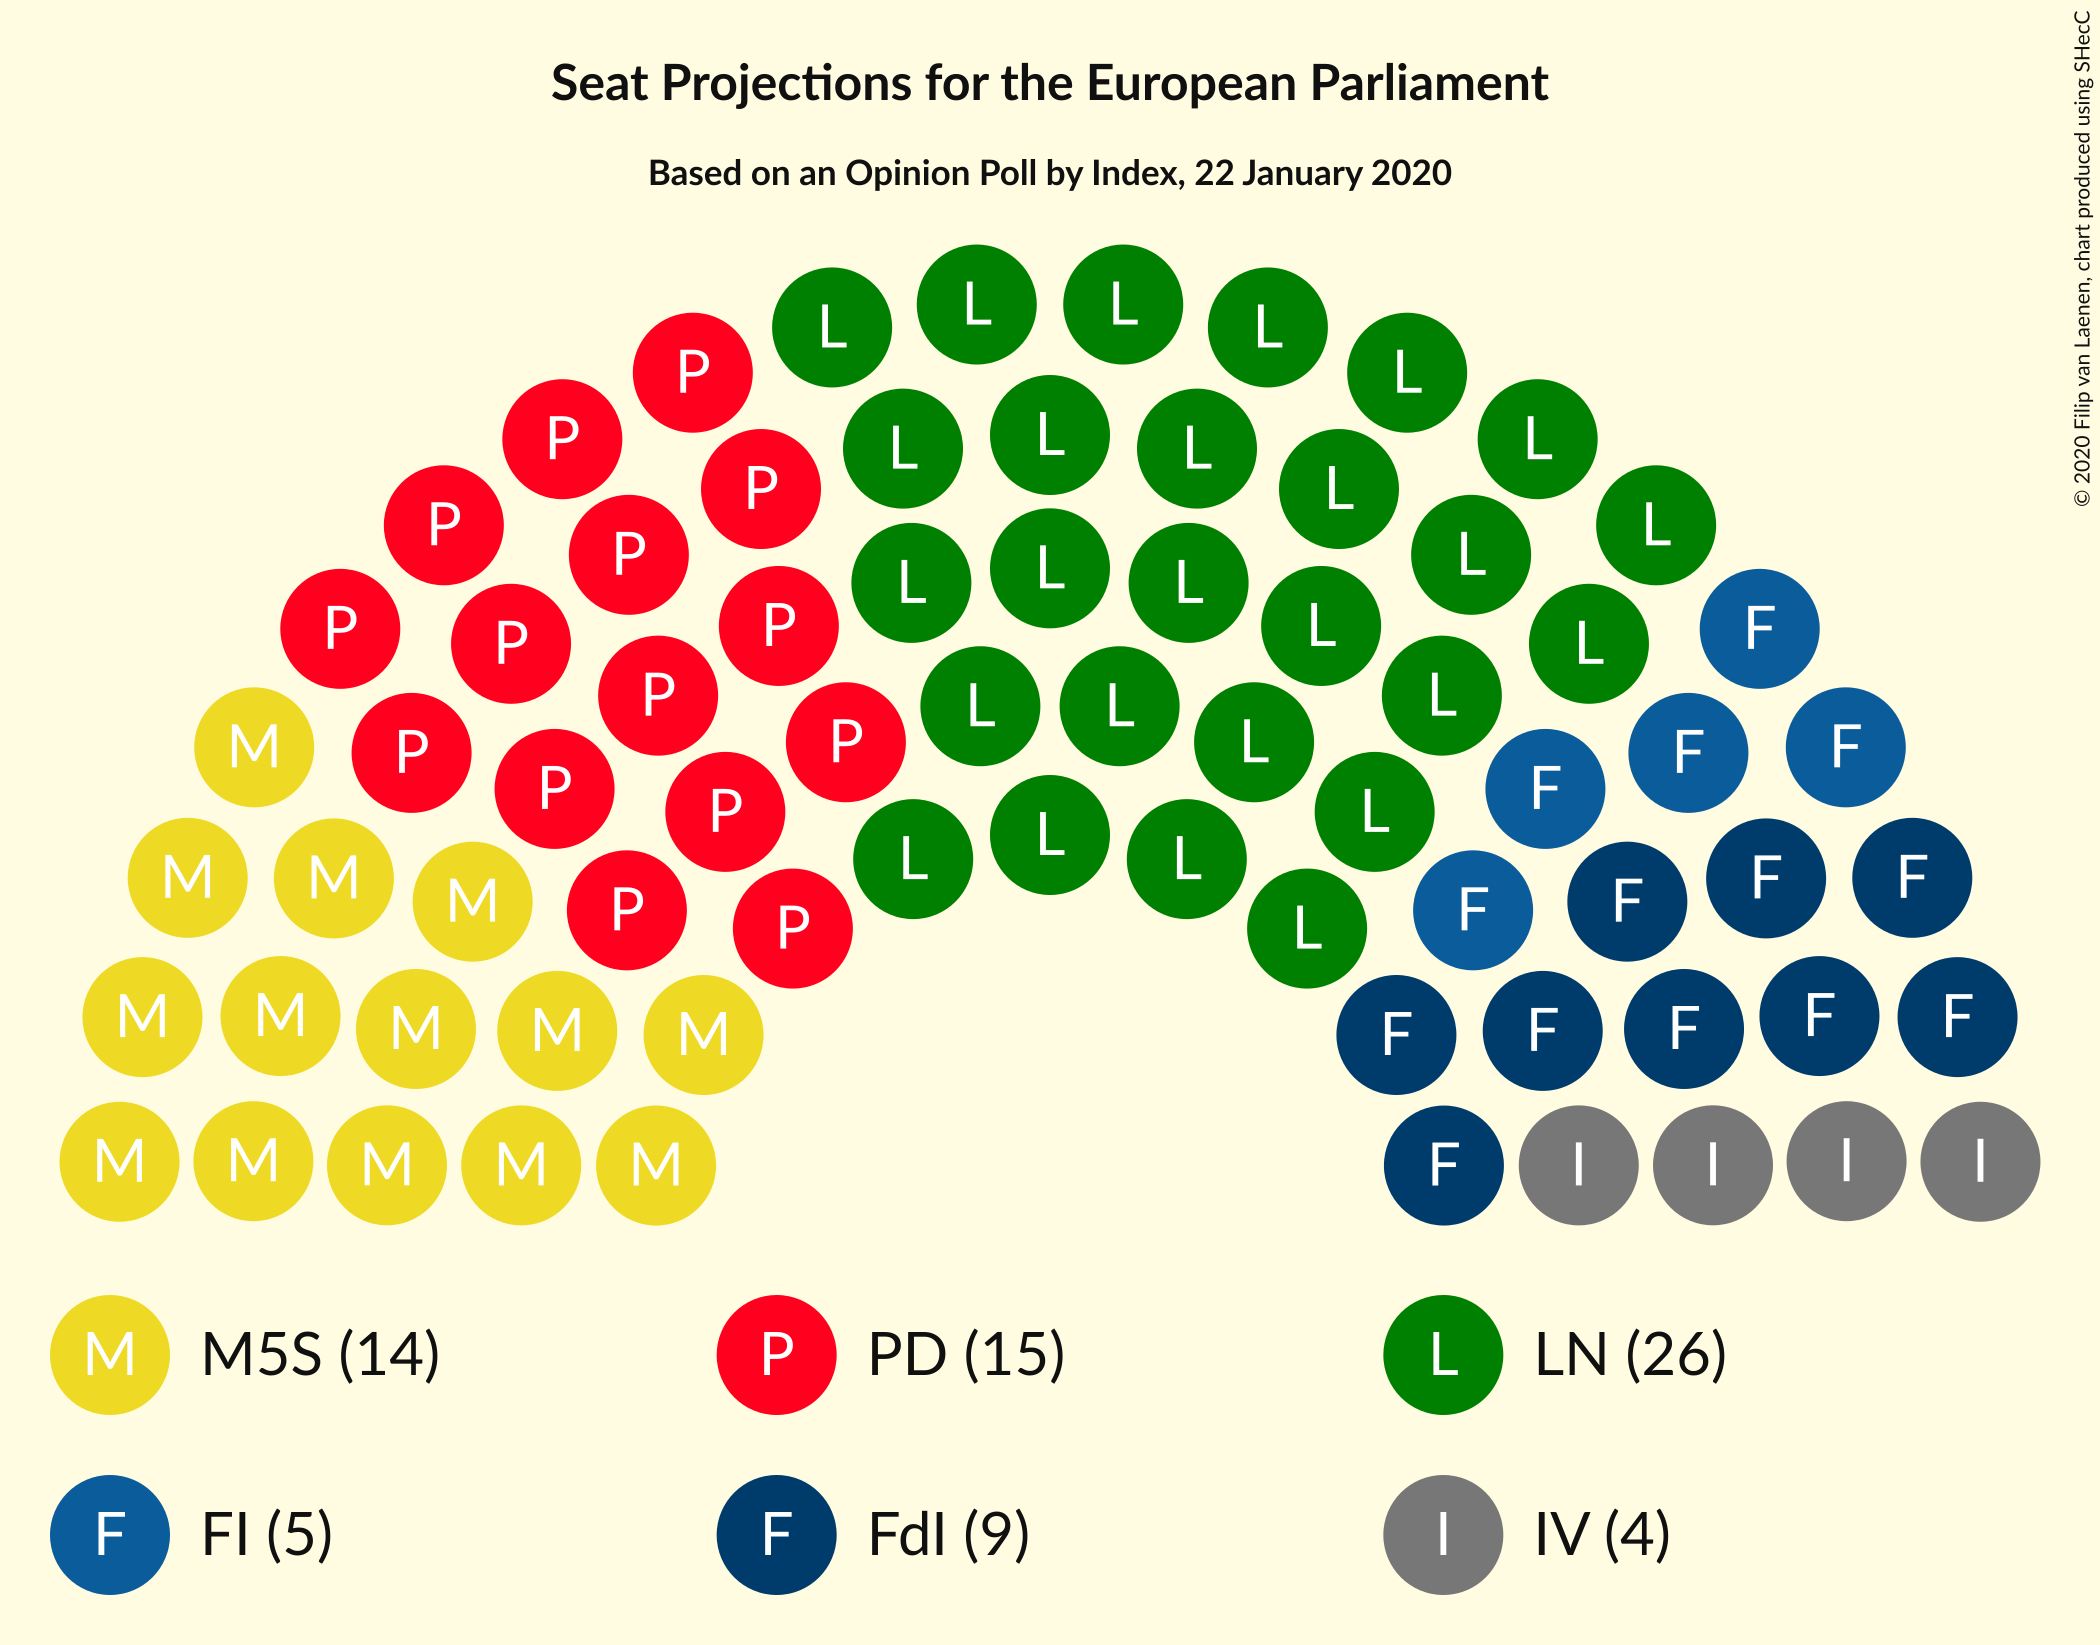 Seat Projections for the European Parliament
Based on an Opinion Poll by Index, 22 January 2020
© 2020 Filip van Laenen, chart produced using SHecC
L L
L L
P L
L
P L
L L
P L
P L
P L
L L
P L
P F
P L
P L
P L
L L
M P L F
F
P F
P L
L L
M M F F
M F
P F
P L
M M F F
M F
M F
M F
M M F I I
M M M I I
M M5S (14) P PD (15) L LN (26)
F FI (5) F FdI (9) I IV (4)